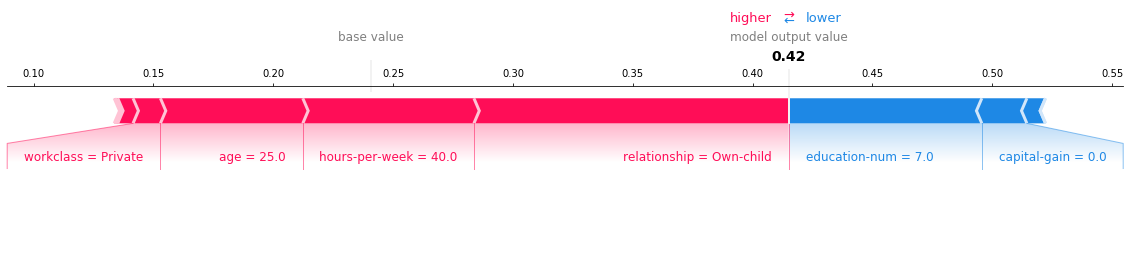 higher ⇄ lower
base value model output value
0.42
0.10 0.15 0.20 0.25 0.30 0.35 0.40 0.45 0.50 0.55
workclass = Private age = 25.0 hours-per-week = 40.0 relationship = Own-child education-num = 7.0 capital-gain = 0.0